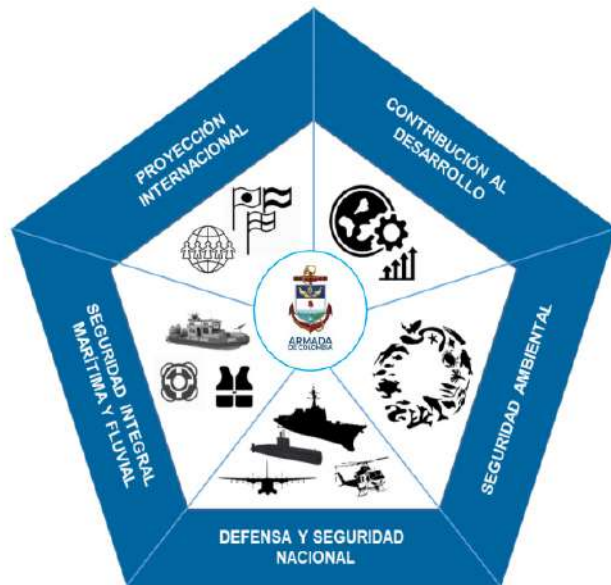 PROYECCIÓN
INTERNACIONAL
CONTRIBUCIÓN AL
DESARROLLO
SEGURIDAD INTEGRAL
MARÍTIMA Y FLUVIAL
ARMADA
DE COLOMBIA
SEGURIDAD AMBIENTAL
DEFENSA Y SEGURIDAD
NACIONAL